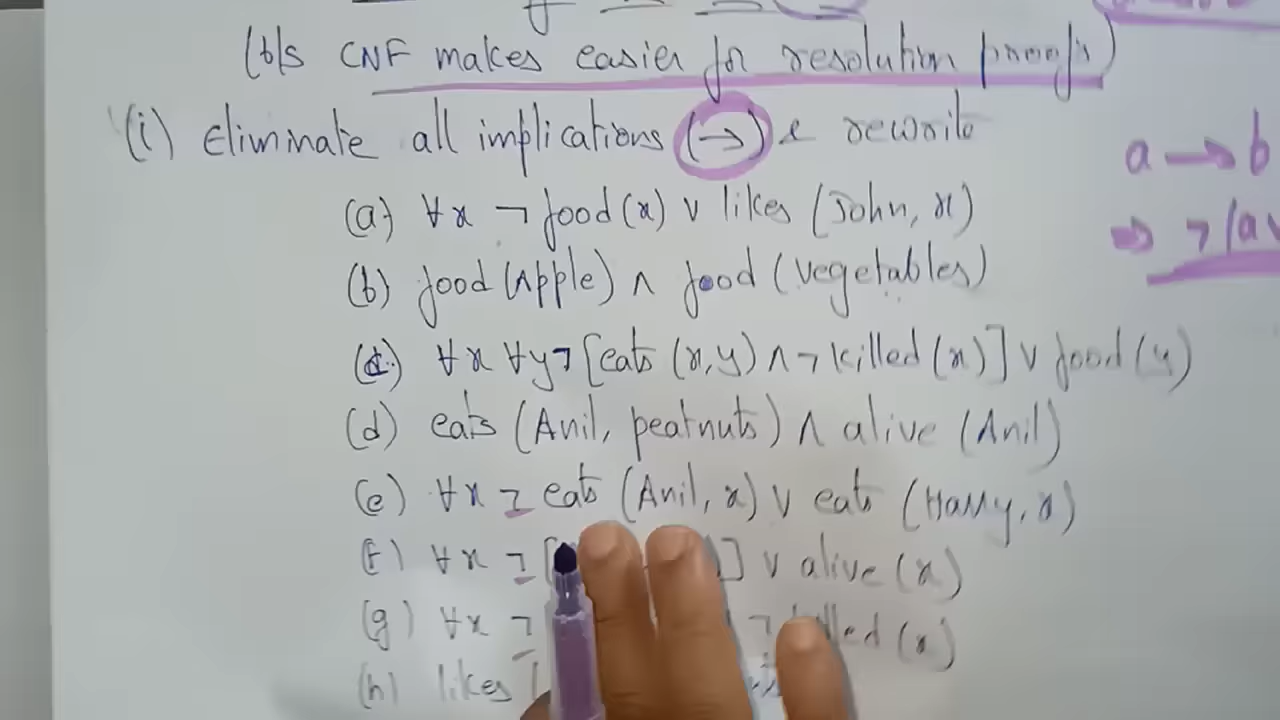 (b/s CNF makes easier for resolution proofs)
(i) Eliminate all implications (→) & rewrite
a → b
⇒ ¬(a v
(a) ∀x ¬ food(x) v likes (John, x)
(b) food (Apple) ∧ food (vegetables)
(c) ∀x ∀y ¬ [eats (x, y) ∧ ¬ killed (x)] v food (y)
(d) eats (Anil, peatnuts) ∧ alive (Anil)
(e) ∀x ¬ eats (Anil, x) v eats (Harry, x)
(f) ∀x ¬ [ ] v alive (x)
(g) ∀x ¬ ¬ killed (x)
(h) likes